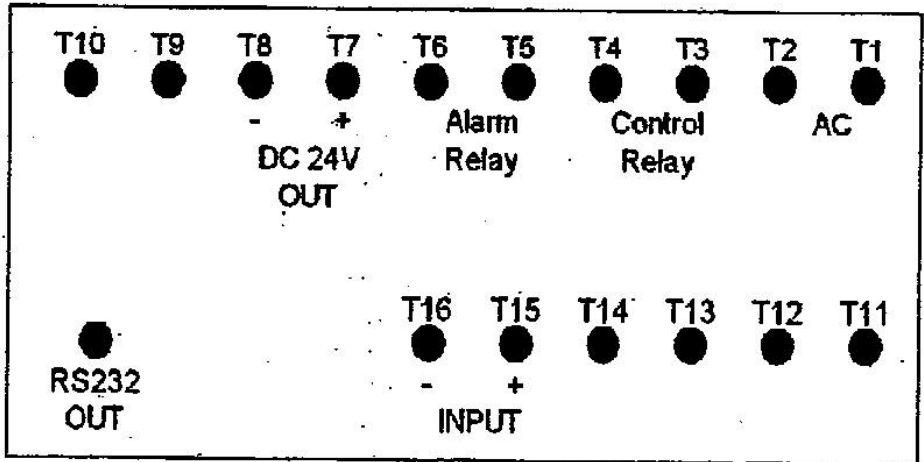 T10 T9 T8 T7 T6 T5 T4 T3 T2 T1
- + Alarm Control AC
DC 24V Relay Relay
OUT
T16 T15 T14 T13 T12 T11
RS232 - +
OUT INPUT